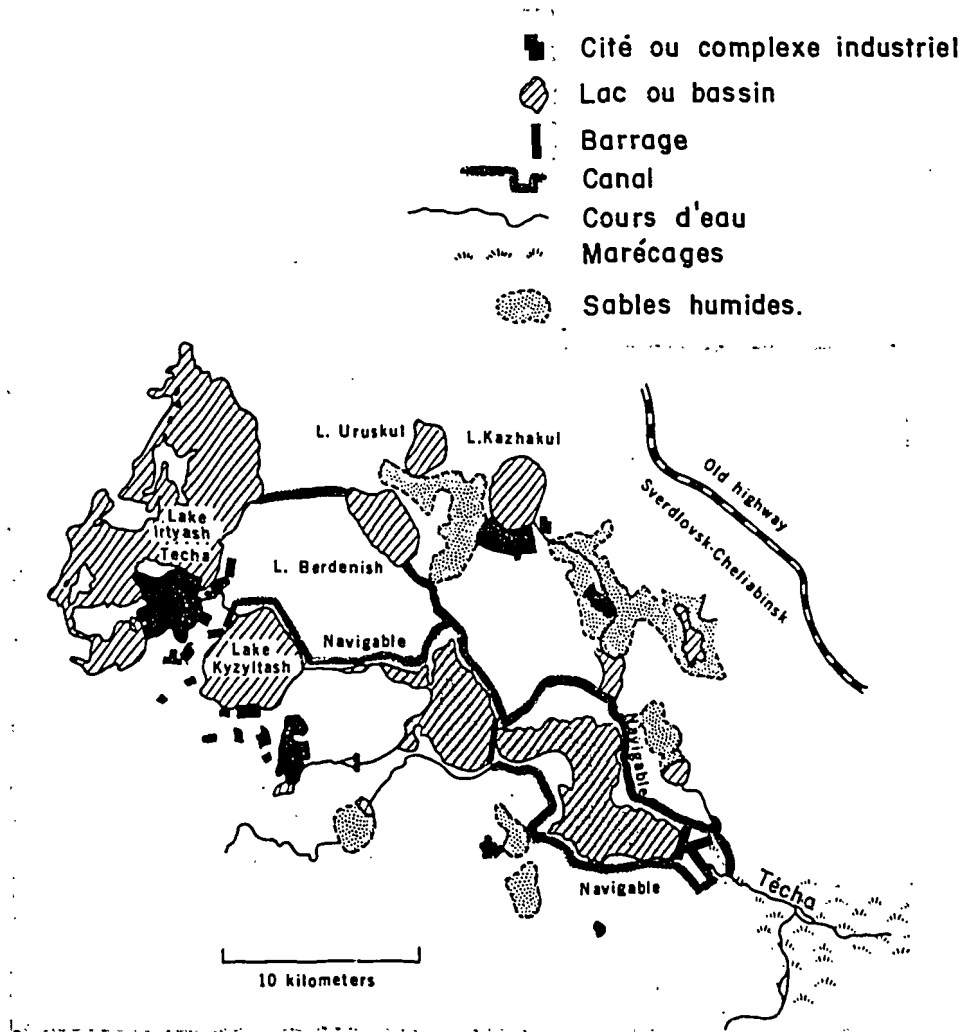 Cité ou complexe industriel
Lac ou bassin
Barrage
Canal
Cours d'eau
Marécages
Sables humides.
L. Uruskul
L.Kazhakul
Old highway
Sverdlovsk-Cheliabinsk
Lake
Irtyash
Techa
L. Berdenish
Navigable
Lake
Kyzyltash
Navigable
Navigable
Técha
10 kilometers